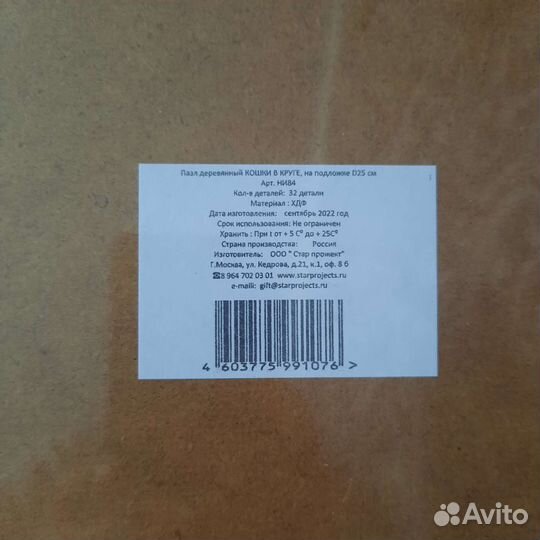 Пазл деревянный КОШКИ В КРУГЕ, на подложке D25 см
Арт. НИ84
Кол-в деталей: 32 детали
Материал : ХДФ
Дата изготовления: сентябрь 2022 год
Срок использования: Не ограничен
Хранить : При t от + 5 С⁰ до + 25С⁰
Страна производства: Россия
Изготовитель: ООО " Стар проджект"
Г.Москва, ул. Кедрова, д.21, к.1, оф. 8 б
☎8 964 702 03 01 www.starprojects.ru
e-maili: gift@starprojects.ru
4 603775 991076 >
Avito